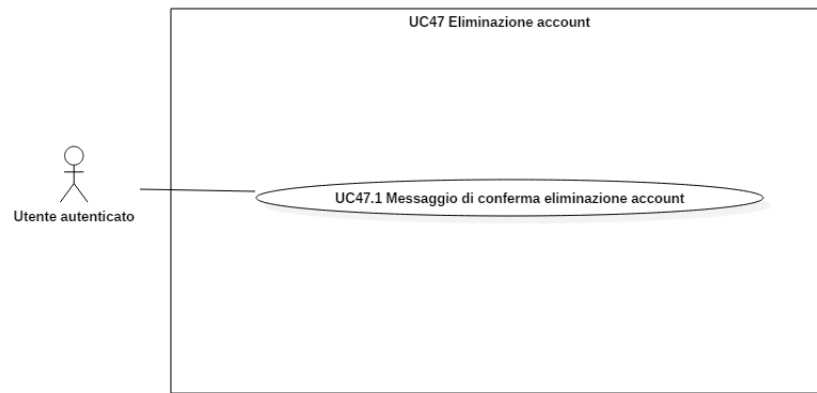 UC47 Eliminazione account
UC47.1 Messaggio di conferma eliminazione account
Utente autenticato